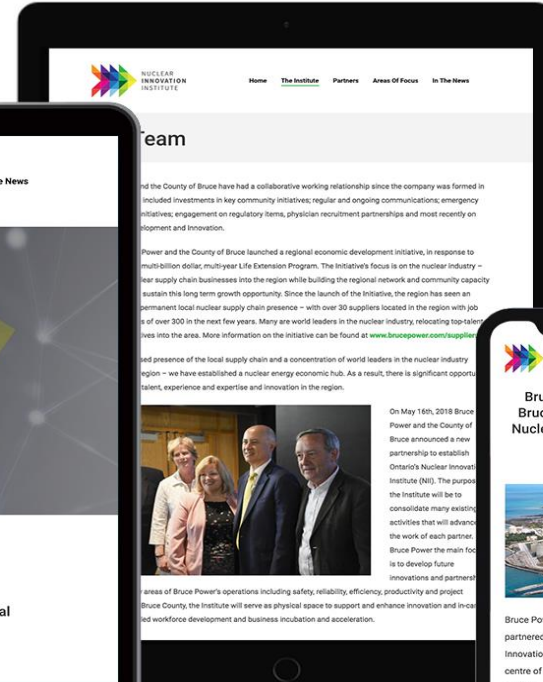 NUCLEAR
INNOVATION
INSTITUTE
Home The Institute Partners Areas Of Focus In The News
Team
and the County of Bruce have had a collaborative working relationship since the company was formed in
included investments in key community initiatives; regular and ongoing communications; emergency
initiatives; engagement on regulatory items, physician recruitment partnerships and most recently on
elopment and Innovation.
Power and the County of Bruce launched a regional economic development initiative, in response to
multi-billion dollar, multi-year Life Extension Program. The Initiative's focus is on the nuclear industry –
lear supply chain businesses into the region while building the regional network and community capacity
sustain this long term growth opportunity. Since the launch of the Initiative, the region has seen an
permanent local nuclear supply chain presence – with over 30 suppliers located in the region with job
s of over 300 in the next few years. Many are world leaders in the nuclear industry, relocating top-talent
ives into the area. More information on the initiative can be found at www.brucepower.com/supplier
sed presence of the local supply chain and a concentration of world leaders in the nuclear industry
egion – we have established a nuclear energy economic hub. As a result, there is significant opportu
talent, experience and expertise and innovation in the region.
On May 16th, 2018 Bruce
Power and the County of
Bruce announced a new
partnership to establish
Ontario's Nuclear Innovati
Institute (NII). The purpos
the Institute will be to
consolidate many existing
activities that will advance
the work of each partner.
Bruce Power the main foc
is to develop future
innovations and partnersh
areas of Bruce Power's operations including safety, reliability, efficiency, productivity and project
Bruce County, the Institute will serve as physical space to support and enhance innovation and in-ca
led workforce development and business incubation and acceleration.
e News
al
Bru
Bruc
Nucle
Bruce Po
partnered
Innovatio
centre of